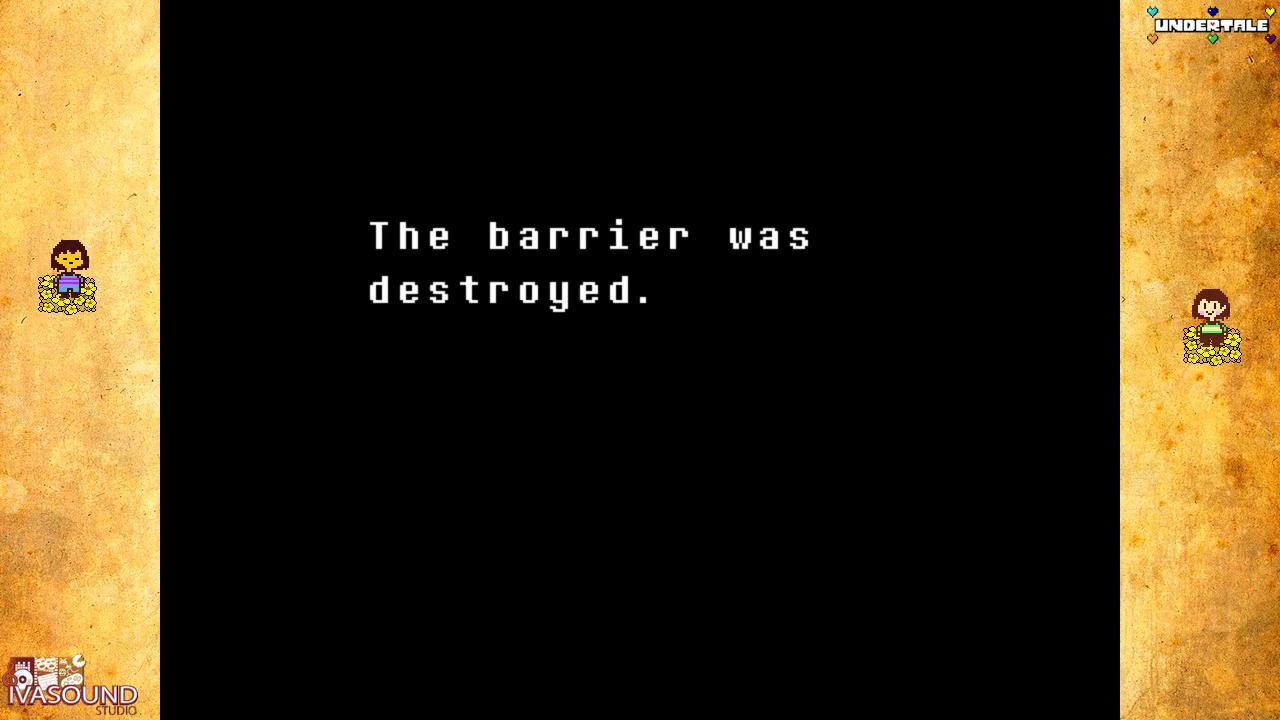 UNDERTALE
The barrier was
destroyed.
IVASOUND
STUDIO